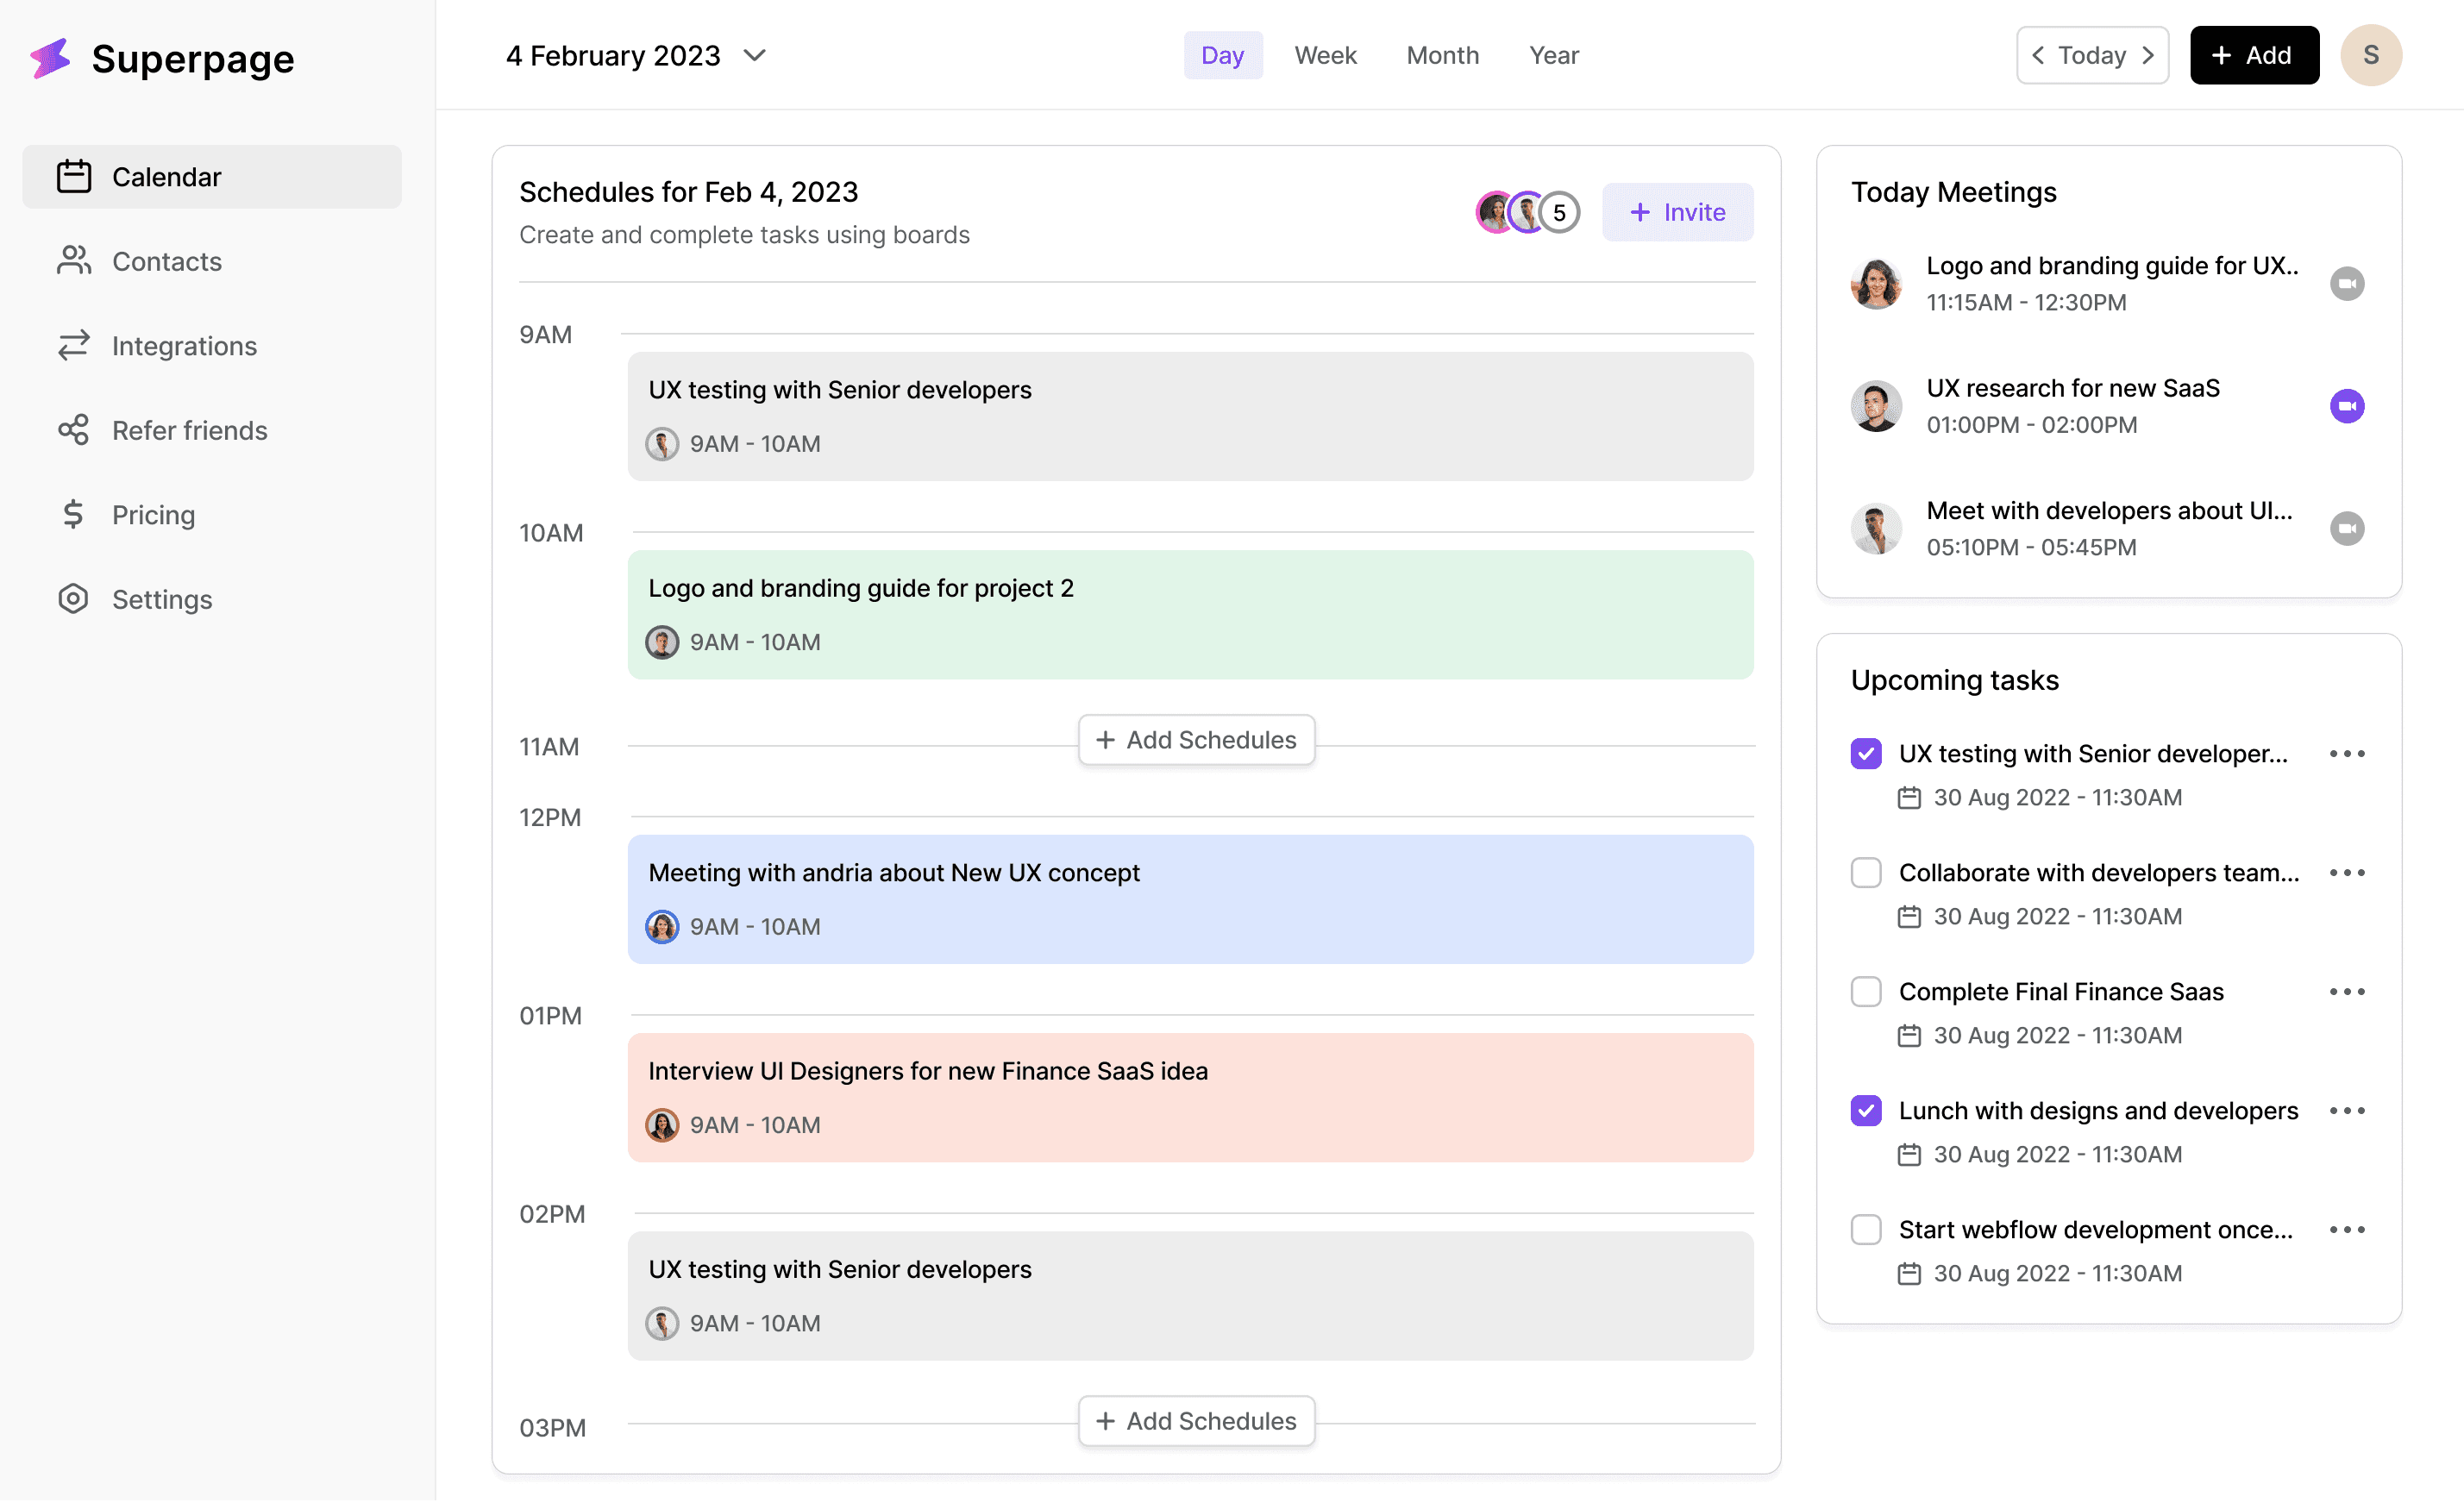 Superpage
Calendar
Contacts
Integrations
Refer friends
Pricing
Settings
4 February 2023
Day
Week
Month
Year
Today
Add
S
Schedules for Feb 4, 2023
Create and complete tasks using boards
5
Invite
9AM
UX testing with Senior developers
9AM - 10AM
10AM
Logo and branding guide for project 2
9AM - 10AM
11AM
Add Schedules
12PM
Meeting with andria about New UX concept
9AM - 10AM
01PM
Interview UI Designers for new Finance SaaS idea
9AM - 10AM
02PM
UX testing with Senior developers
9AM - 10AM
03PM
Add Schedules
Today Meetings
Logo and branding guide for UX..
11:15AM - 12:30PM
UX research for new SaaS
01:00PM - 02:00PM
Meet with developers about UI...
05:10PM - 05:45PM
Upcoming tasks
UX testing with Senior developer...
30 Aug 2022 - 11:30AM
Collaborate with developers team...
30 Aug 2022 - 11:30AM
Complete Final Finance Saas
30 Aug 2022 - 11:30AM
Lunch with designs and developers
30 Aug 2022 - 11:30AM
Start webflow development once...
30 Aug 2022 - 11:30AM